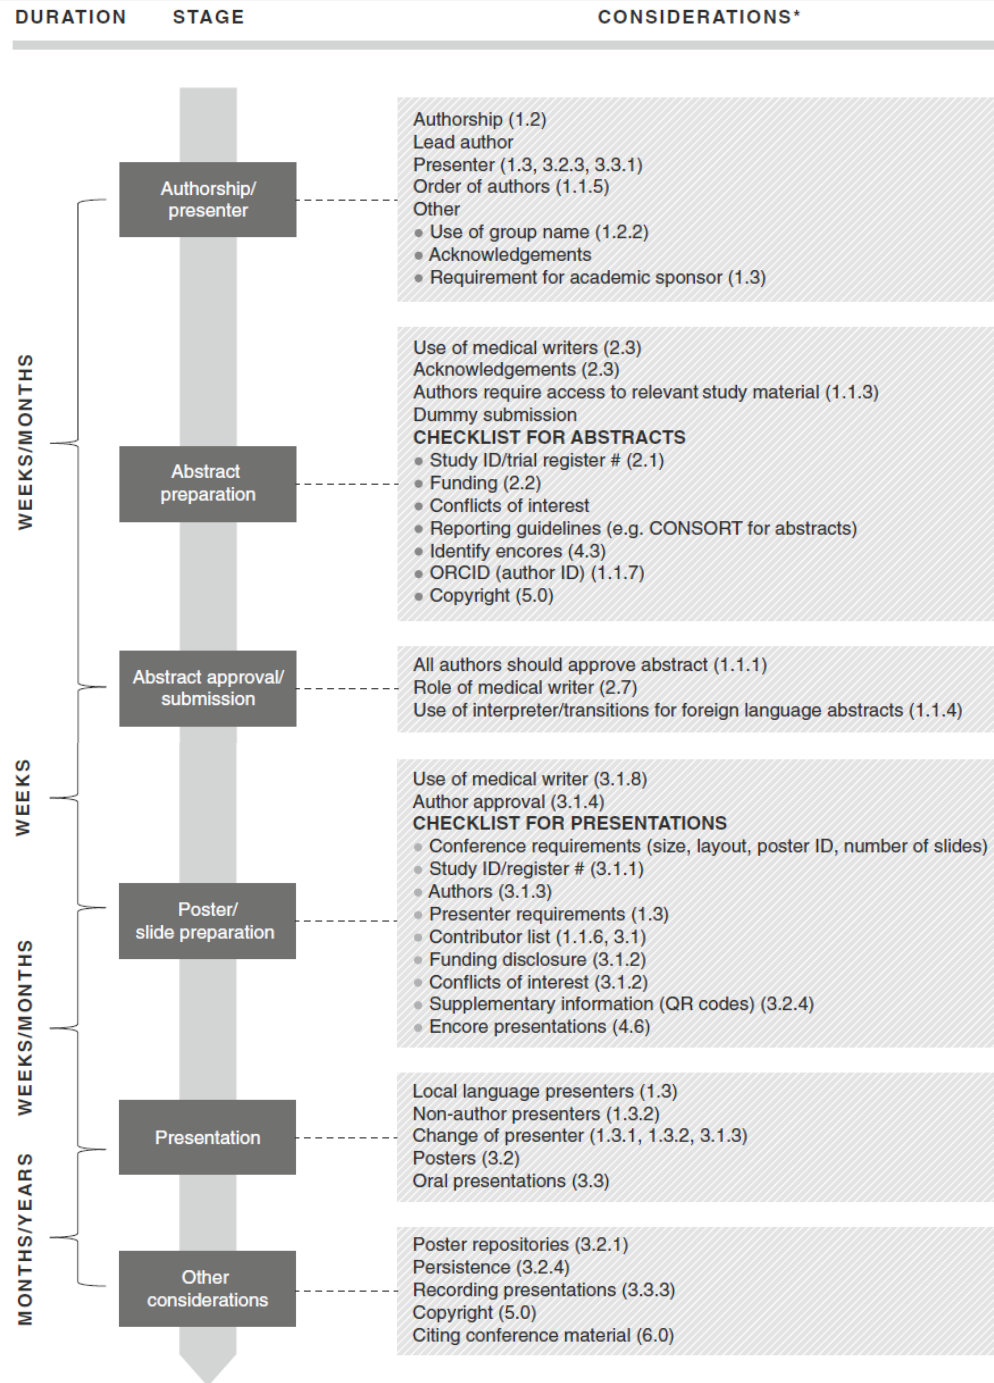 DURATION STAGE CONSIDERATIONS*
Authorship/
presenter
Authorship (1.2)
Lead author
Presenter (1.3, 3.2.3, 3.3.1)
Order of authors (1.1.5)
Other
• Use of group name (1.2.2)
• Acknowledgements
• Requirement for academic sponsor (1.3)
WEEKS/MONTHS
Abstract
preparation
Use of medical writers (2.3)
Acknowledgements (2.3)
Authors require access to relevant study material (1.1.3)
Dummy submission
CHECKLIST FOR ABSTRACTS
• Study ID/trial register # (2.1)
• Funding (2.2)
• Conflicts of interest
• Reporting guidelines (e.g. CONSORT for abstracts)
• Identify encores (4.3)
• ORCID (author ID) (1.1.7)
• Copyright (5.0)
Abstract approval/
submission
All authors should approve abstract (1.1.1)
Role of medical writer (2.7)
Use of interpreter/transitions for foreign language abstracts (1.1.4)
WEEKS
Poster/
slide preparation
Use of medical writer (3.1.8)
Author approval (3.1.4)
CHECKLIST FOR PRESENTATIONS
• Conference requirements (size, layout, poster ID, number of slides)
• Study ID/register # (3.1.1)
• Authors (3.1.3)
• Presenter requirements (1.3)
• Contributor list (1.1.6, 3.1)
• Funding disclosure (3.1.2)
• Conflicts of interest (3.1.2)
• Supplementary information (QR codes) (3.2.4)
• Encore presentations (4.6)
WEEKS/MONTHS
Presentation
Local language presenters (1.3)
Non-author presenters (1.3.2)
Change of presenter (1.3.1, 1.3.2, 3.1.3)
Posters (3.2)
Oral presentations (3.3)
MONTHS/YEARS
Other
considerations
Poster repositories (3.2.1)
Persistence (3.2.4)
Recording presentations (3.3.3)
Copyright (5.0)
Citing conference material (6.0)